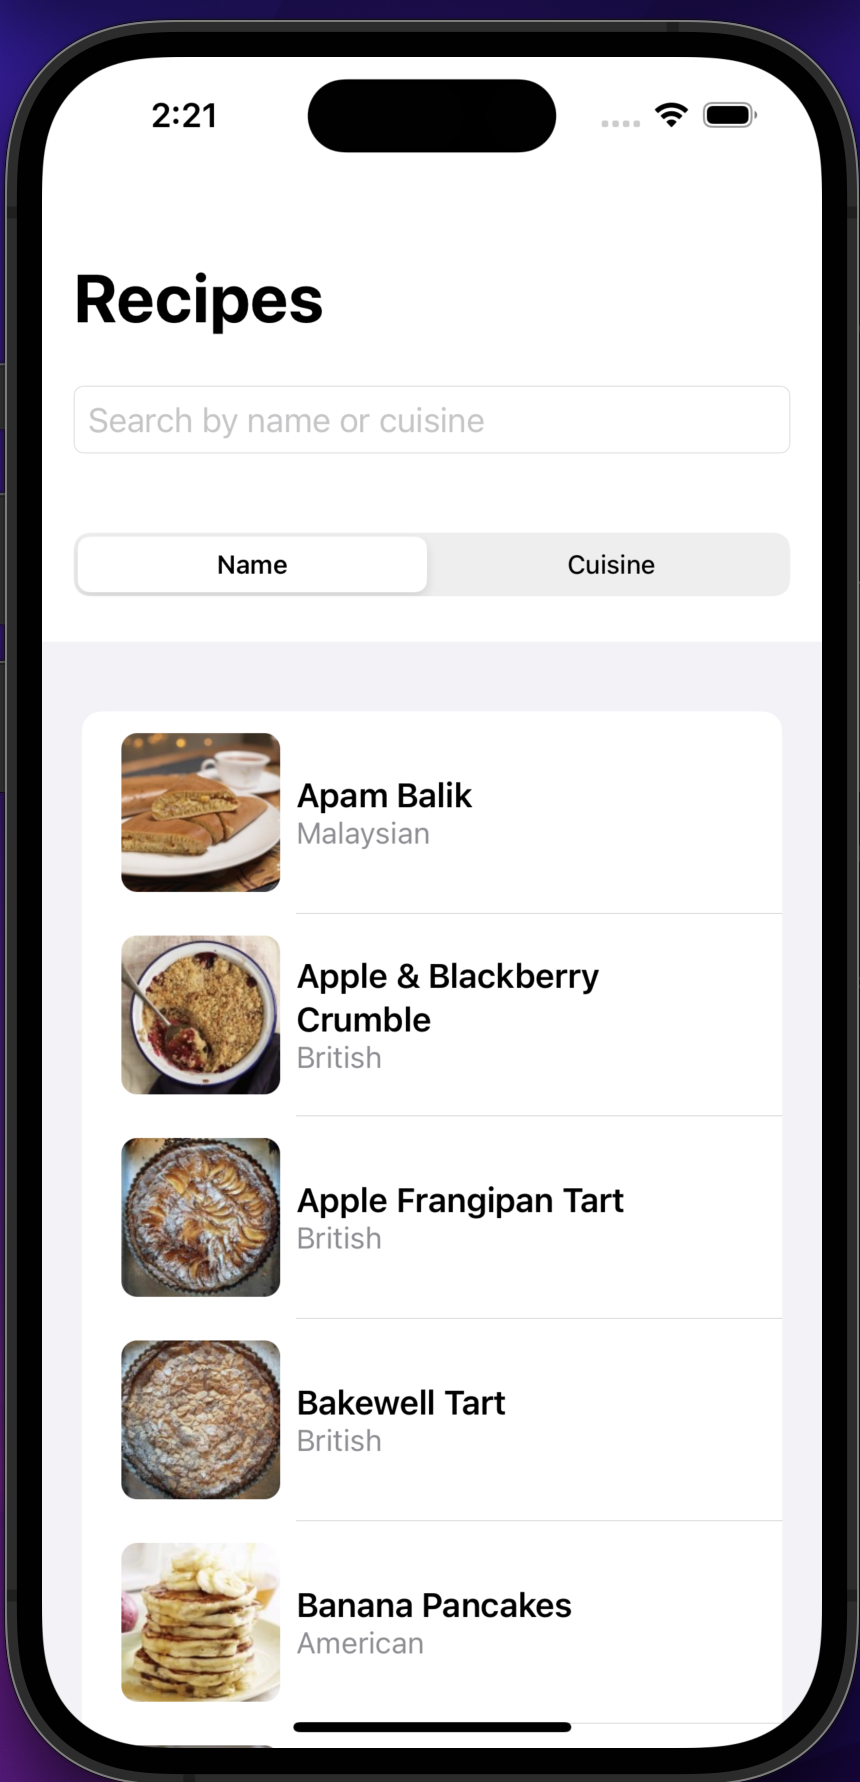 2:21
Recipes
Search by name or cuisine
Name
Cuisine
Apam Balik
Malaysian
Apple & Blackberry
Crumble
British
Apple Frangipan Tart
British
Bakewell Tart
British
Banana Pancakes
American